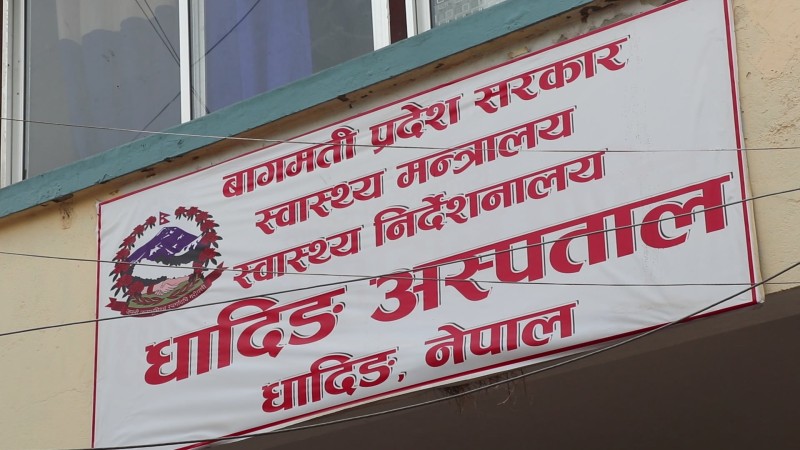 बागमती प्रदेश सरकार
स्वास्थ्य मन्त्रालय
स्वास्थ्य निर्देशनालय
धादिङ अस्पताल
धादिङ, नेपाल